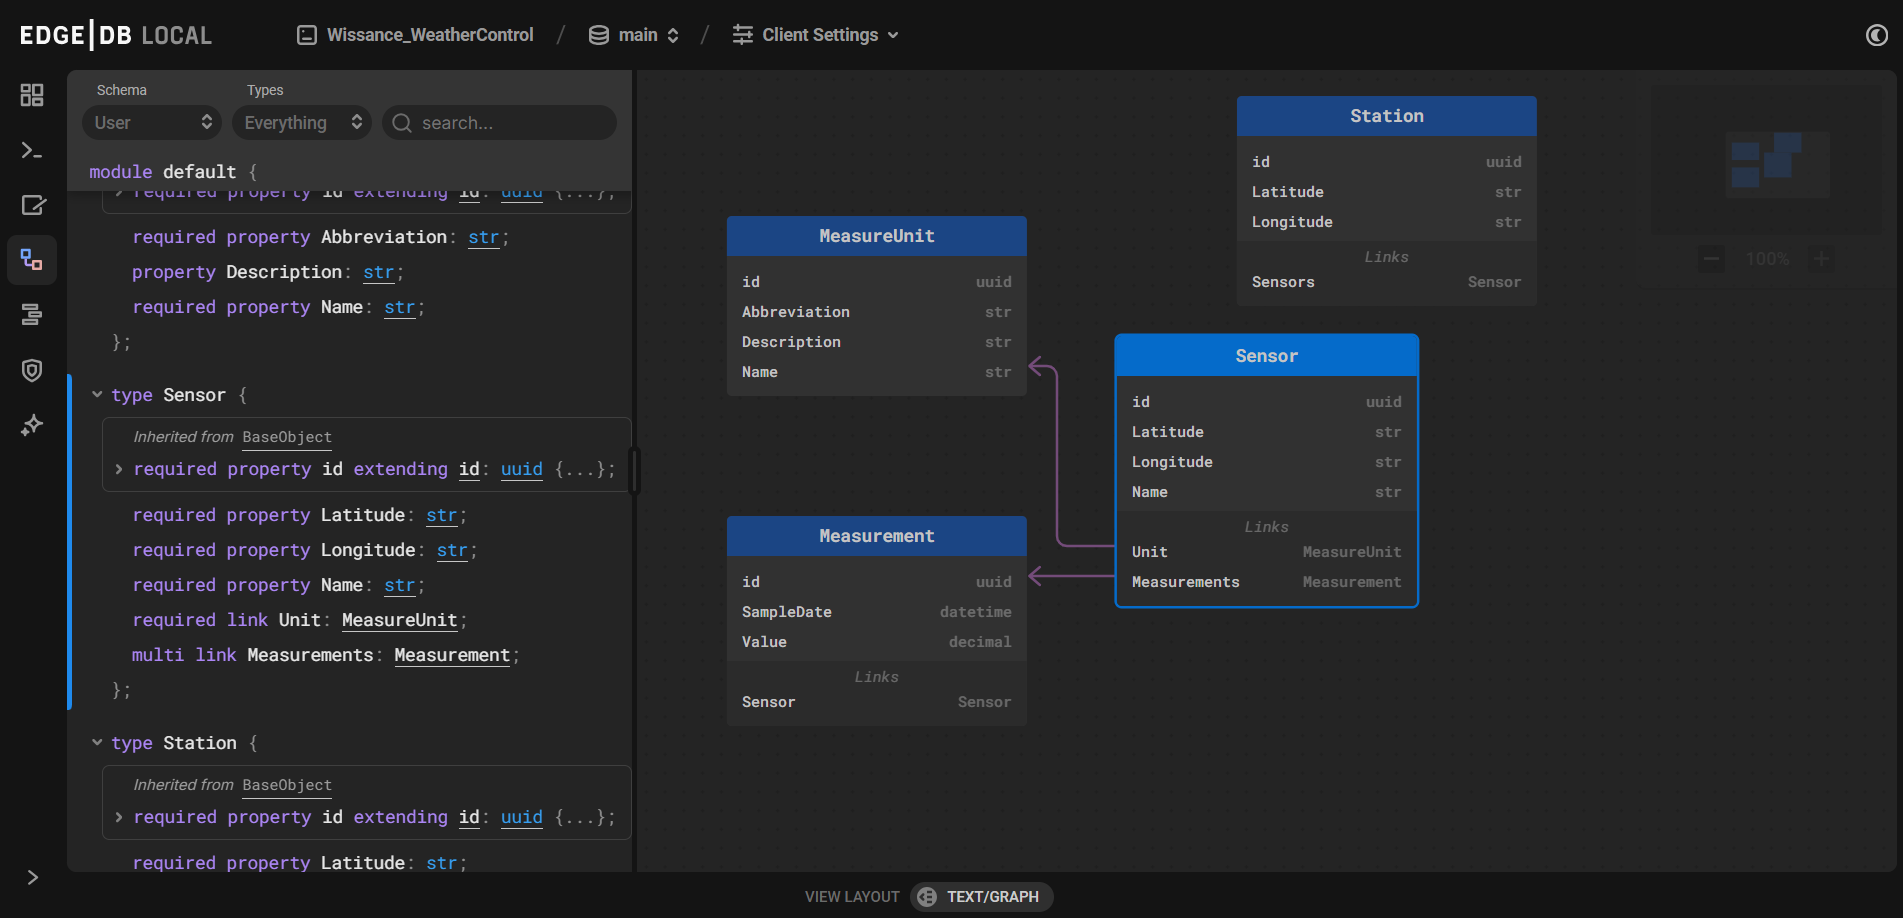 EDGE|DB LOCAL
Wissance_WeatherControl / main / Client Settings
Schema Types
User Everything search...
module default {
required property id extending id: uuid {...};
required property Abbreviation: str;
property Description: str;
required property Name: str;
};
type Sensor {
Inherited from BaseObject
required property id extending id: uuid {...};
required property Latitude: str;
required property Longitude: str;
required property Name: str;
required link Unit: MeasureUnit;
multi link Measurements: Measurement;
};
type Station {
Inherited from BaseObject
required property id extending id: uuid {...};
required property Latitude: str;
MeasureUnit
id uuid
Abbreviation str
Description str
Name str
Measurement
id uuid
SampleDate datetime
Value decimal
Links
Sensor Sensor
Station
id uuid
Latitude str
Longitude str
Links
Sensors Sensor
Sensor
id uuid
Latitude str
Longitude str
Name str
Links
Unit MeasureUnit
Measurements Measurement
100%
VIEW LAYOUT TEXT/GRAPH